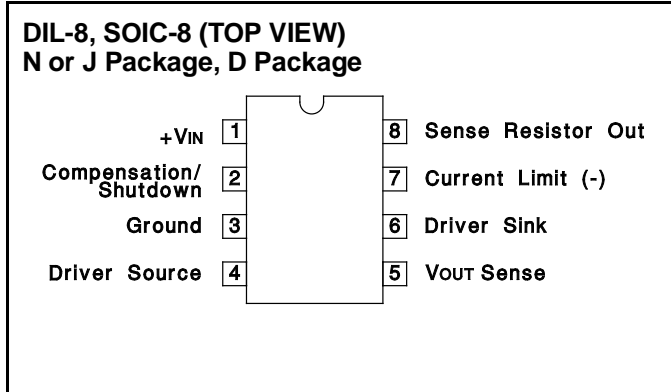 DIL-8, SOIC-8 (TOP VIEW)
N or J Package, D Package
+VIN 1
8 Sense Resistor Out
Compensation/
Shutdown 2
7 Current Limit (-)
Ground 3
6 Driver Sink
Driver Source 4
5 VOUT Sense